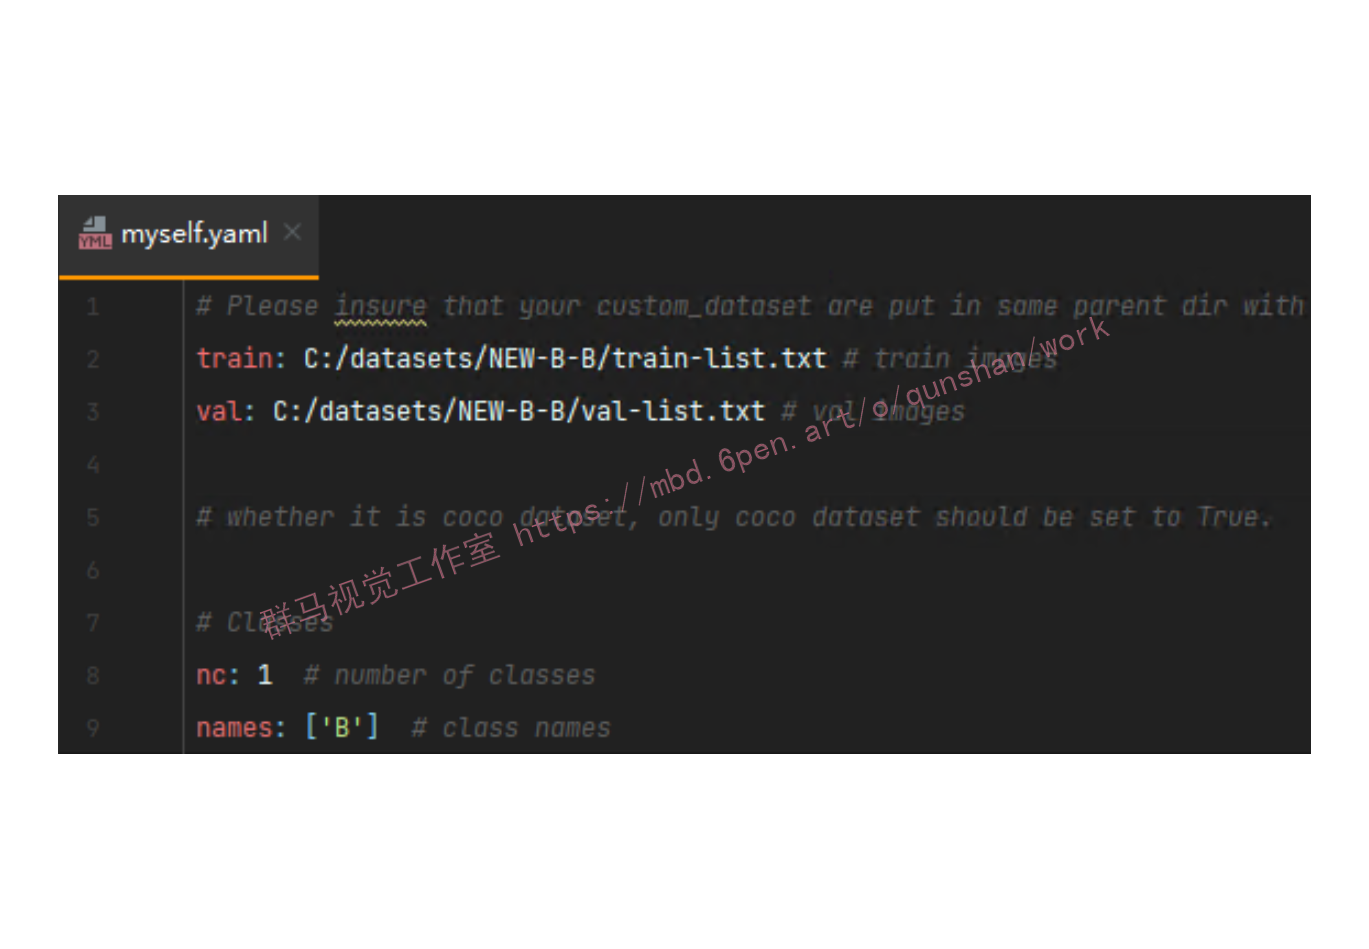 YML myself.yaml ×
1 # Please insure that your custom_dataset are put in same parent dir with
2 train: C:/datasets/NEW-B-B/train-list.txt # train images
3 val: C:/datasets/NEW-B-B/val-list.txt # val images
4
5 # whether it is coco dataset, only coco dataset should be set to True.
6
7 # Classes
8 nc: 1 # number of classes
9 names: ['B'] # class names
群马视觉工作室 https://mbd.6pen.art/o/qunshan/work